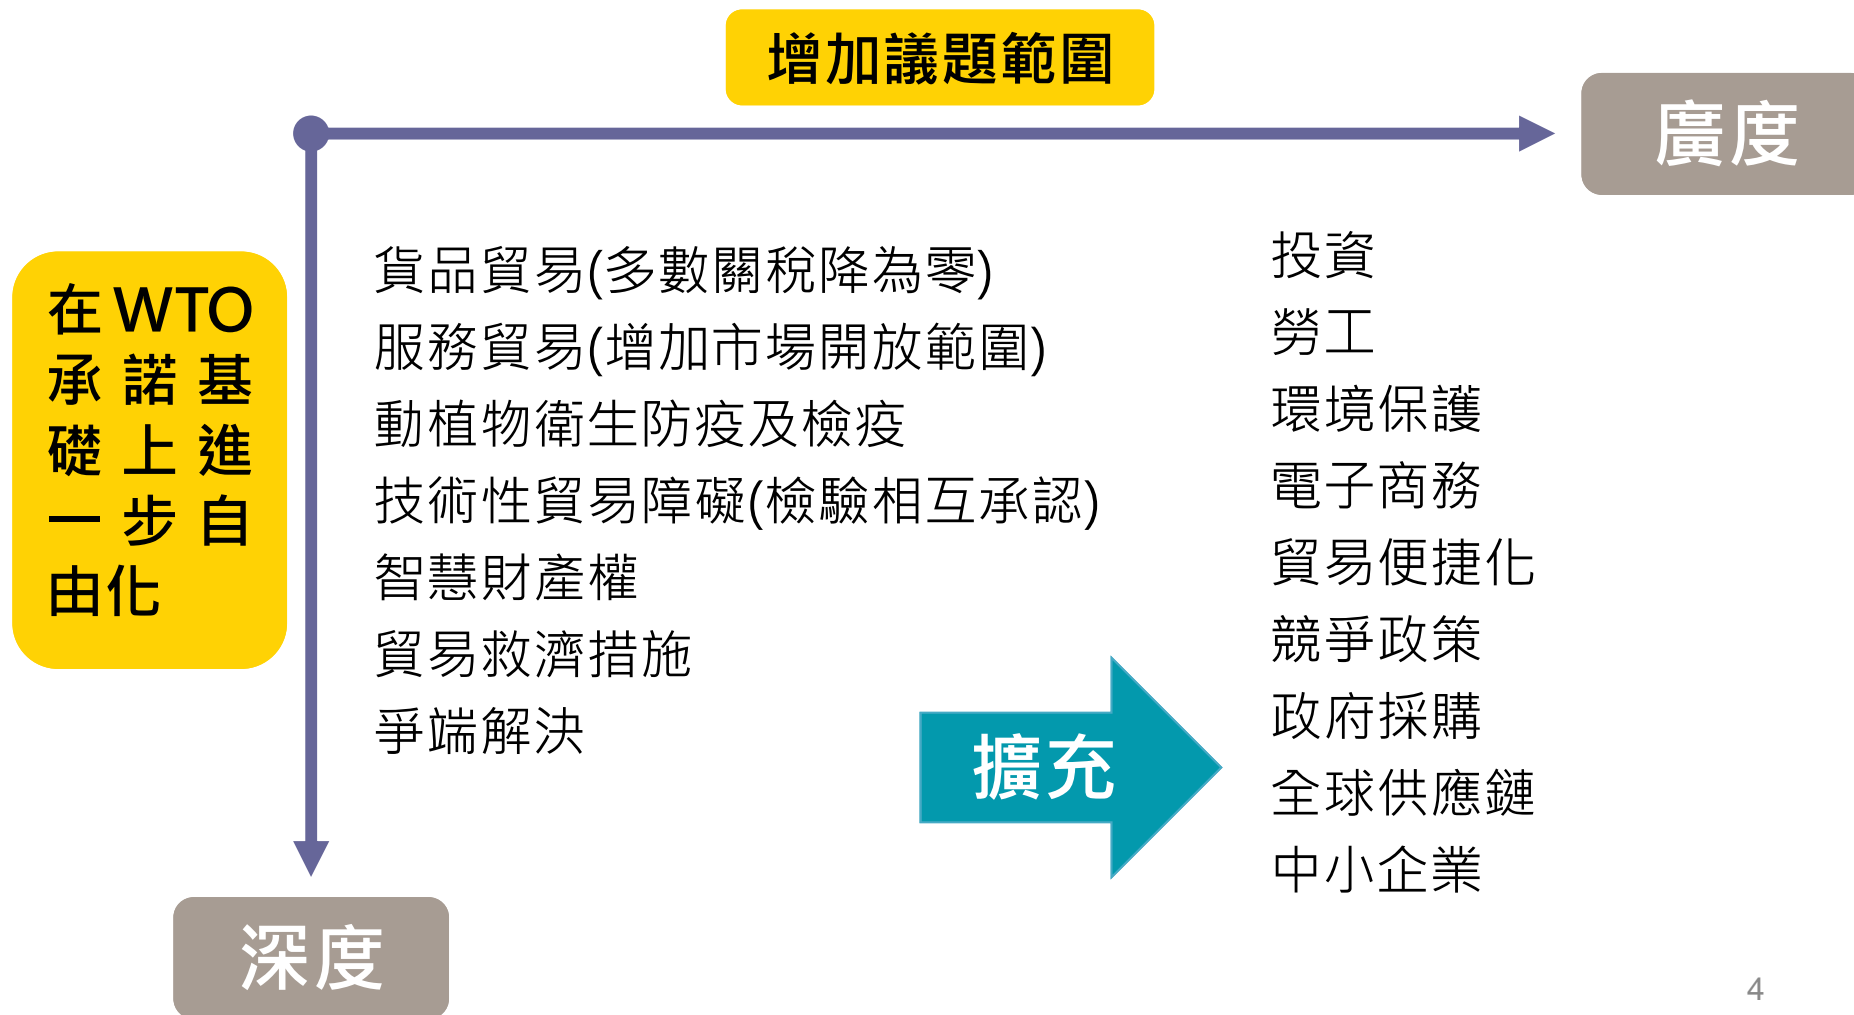 增加議題範圍
廣度
在WTO
承諾基
礎上進
一步自
由化
貨品貿易(多數關稅降為零)
服務貿易(增加市場開放範圍)
動植物衛生防疫及檢疫
技術性貿易障礙(檢驗相互承認)
智慧財產權
貿易救濟措施
爭端解決
擴充
投資
勞工
環境保護
電子商務
貿易便捷化
競爭政策
政府採購
全球供應鏈
中小企業
深度
4